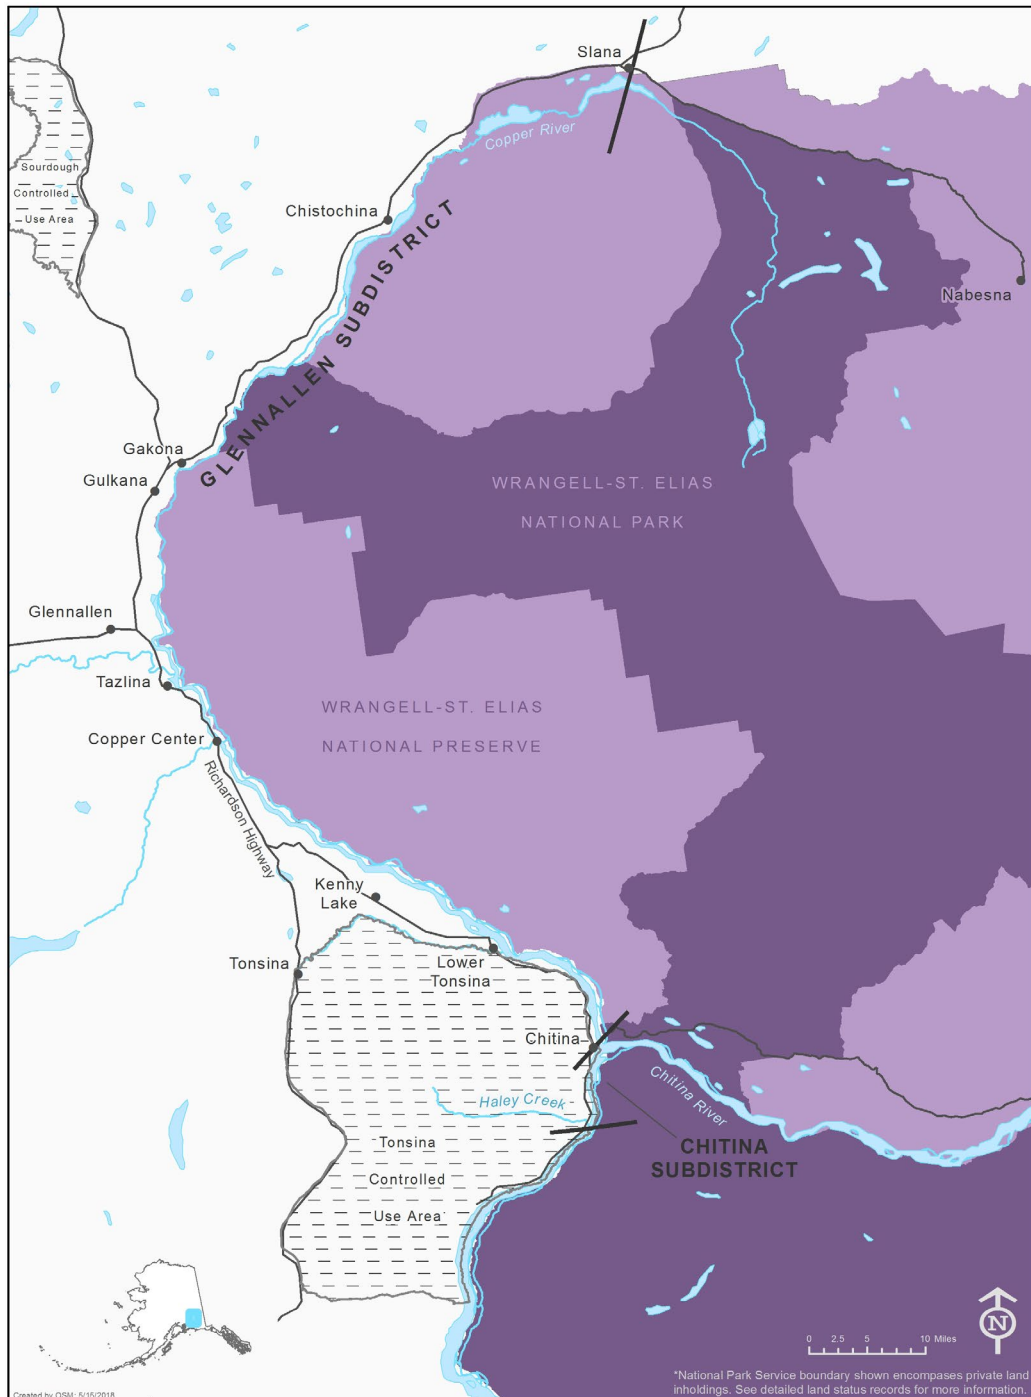 Slana
Copper River
Sourdough
Controlled
Use Area
Chistochina
GLENNALLEN SUBDISTRICT
Nabesna
Gakona
Gulkana
WRANGELL-ST. ELIAS
NATIONAL PARK
Glennallen
Tazlina
WRANGELL-ST. ELIAS
NATIONAL PRESERVE
Copper Center
Richardson Highway
Kenny
Lake
Tonsina
Lower
Tonsina
Chitina
Chitina River
Haley Creek
Tonsina
Controlled
Use Area
CHITINA
SUBDISTRICT
N
0 2.5 5 10 Miles
*National Park Service boundary shown encompasses private land
inholdings. See detailed land status records for more information.
Created by OSM: 5/15/2018